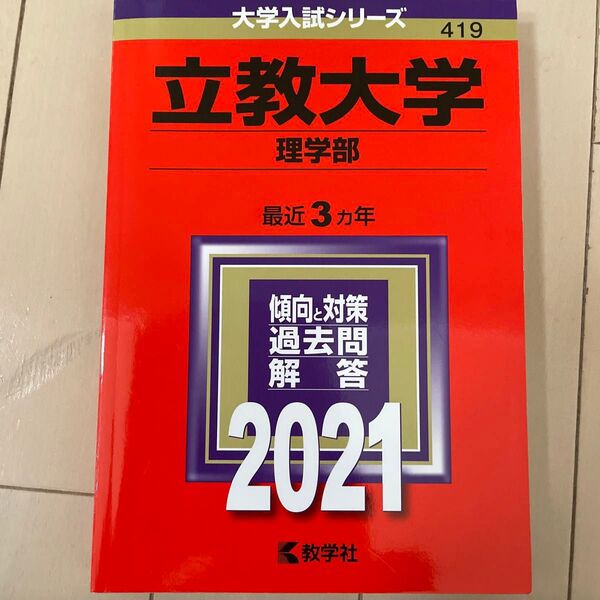 大学入試シリーズ
419
立教大学
理学部
最近3カ年
傾向と対策
過去問
解答
2021
教学社